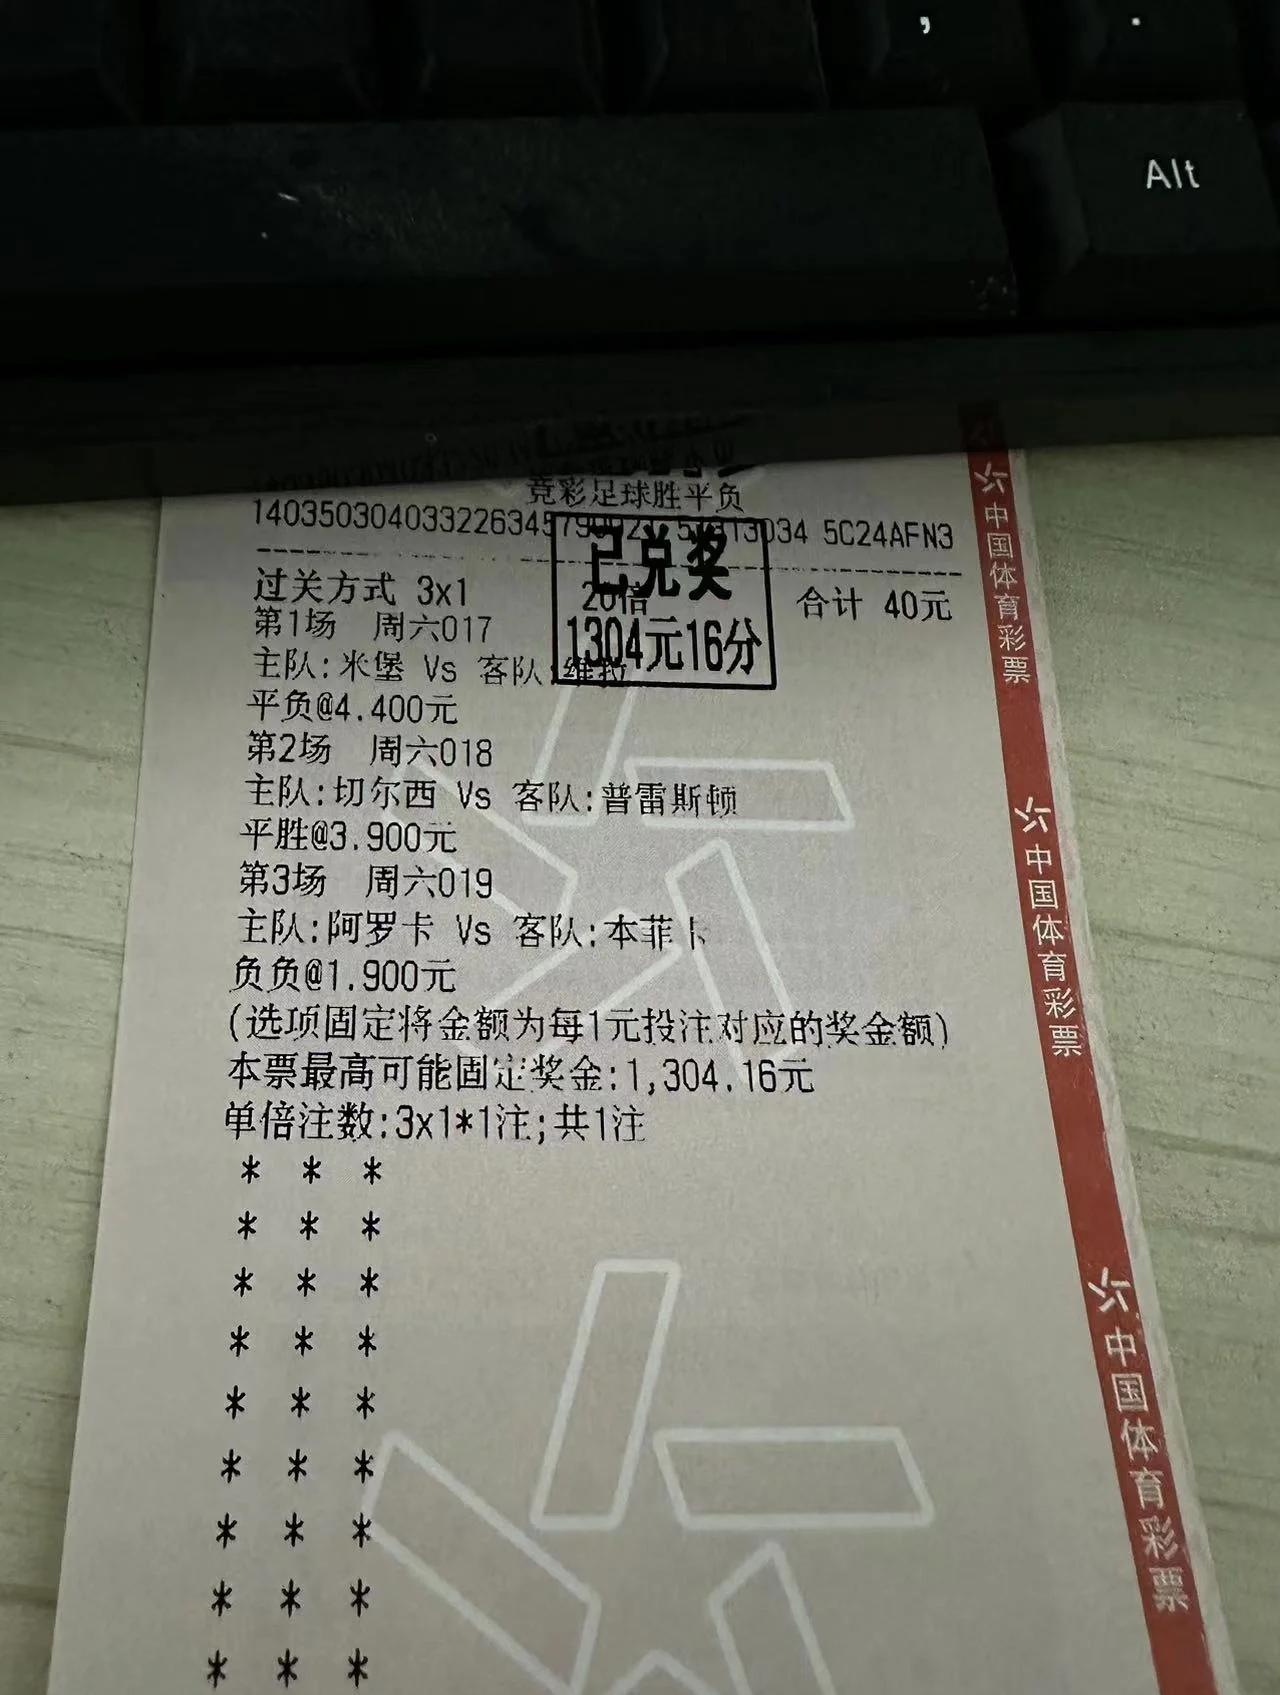 ,
.
Alt
竞彩足球胜平负
5C24AFN3
已兑奖
过关方式 3x1 20倍 合计 40元
1304元16分
第1场 周六017
主队:米堡 Vs 客队:维拉
平负@4.400元
第2场 周六018
主队:切尔西 Vs 客队:普雷斯顿
平胜@3.900元
第3场 周六019
主队:阿罗卡 Vs 客队:本菲卡
负负@1.900元
(选项固定将金额为每1元投注对应的奖金额)
本票最高可能固定奖金:1,304.16元
单倍注数:3x1*1注;共1注
* * *
* * *
* * *
* * *
* * *
* * *
* * *
* * *
* * *
中国体育彩票
中国体育彩票
中国体育彩票